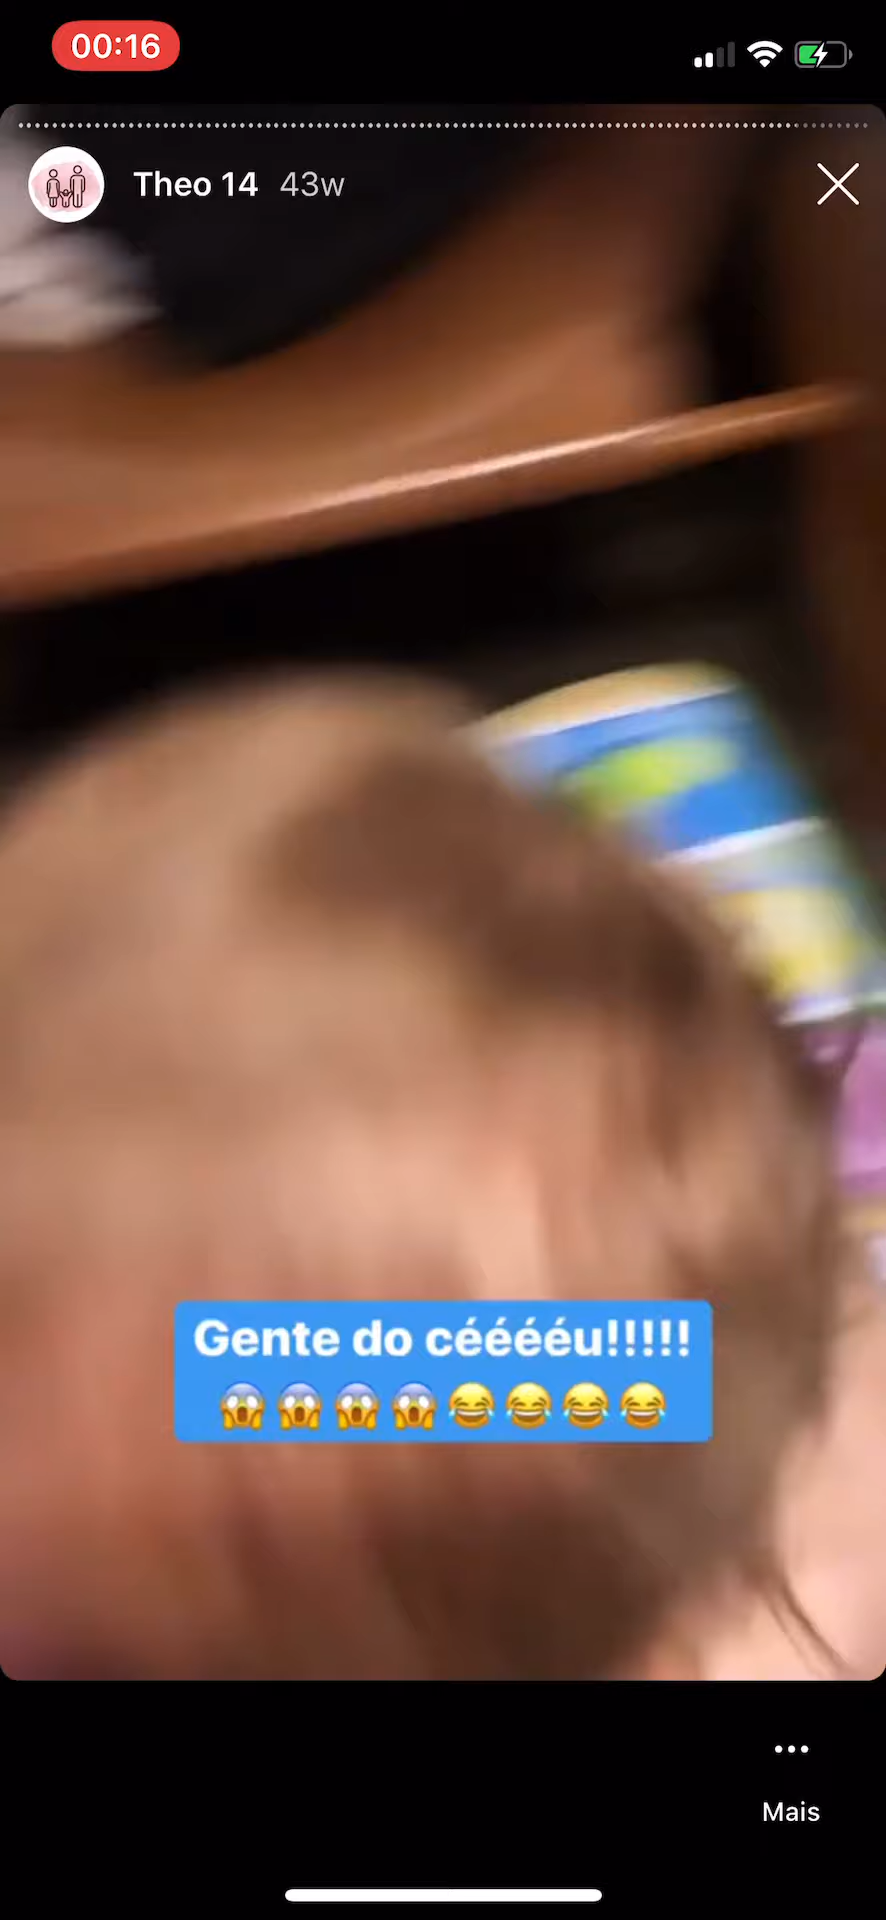 00:16
Theo 14 43w
Gente do cééééu!!!!!
😱😱😱😱😂😂😂😂
Mais